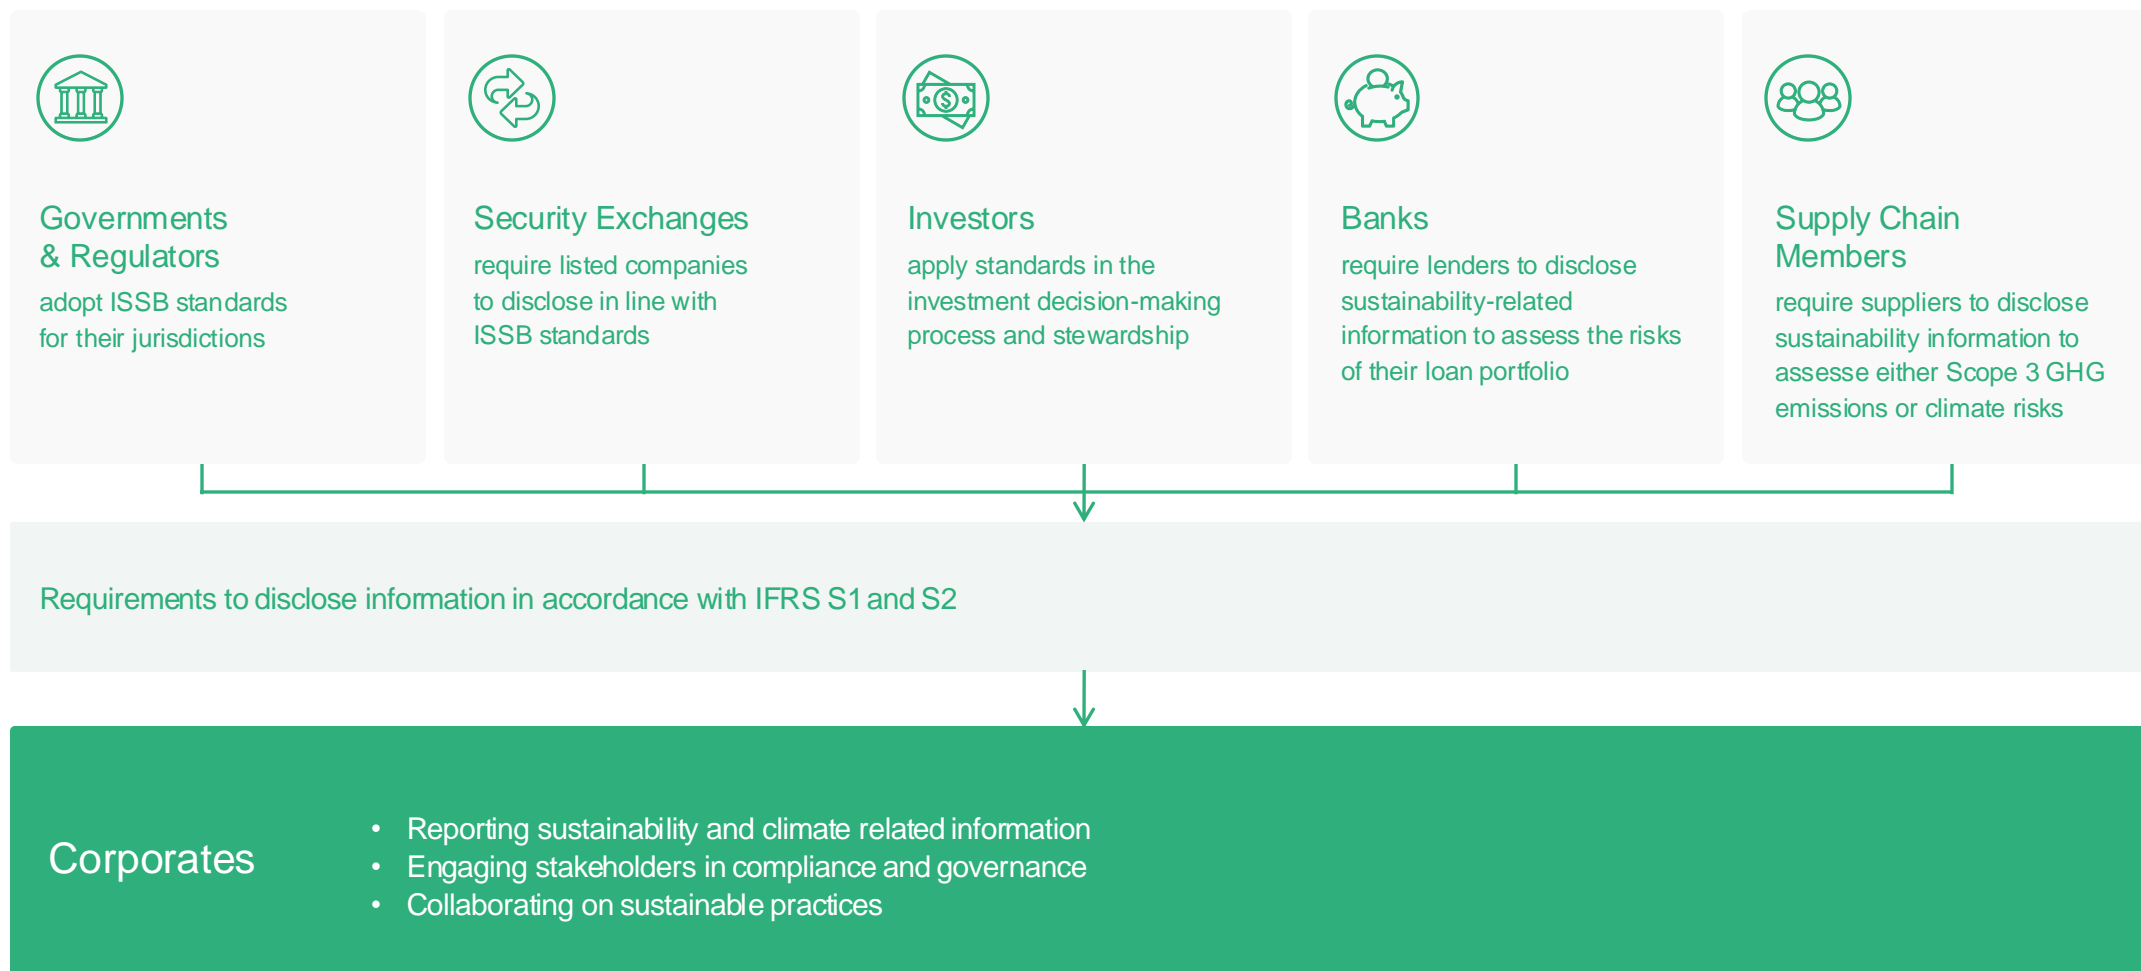 Governments
& Regulators
adopt ISSB standards
for their jurisdictions
Security Exchanges
require listed companies
to disclose in line with
ISSB standards
Investors
apply standards in the
investment decision-making
process and stewardship
Banks
require lenders to disclose
sustainability-related
information to assess the risks
of their loan portfolio
Supply Chain
Members
require suppliers to disclose
sustainability information to
assesse either Scope 3 GHG
emissions or climate risks
Requirements to disclose information in accordance with IFRS S1 and S2
Corporates
• Reporting sustainability and climate related information
• Engaging stakeholders in compliance and governance
• Collaborating on sustainable practices